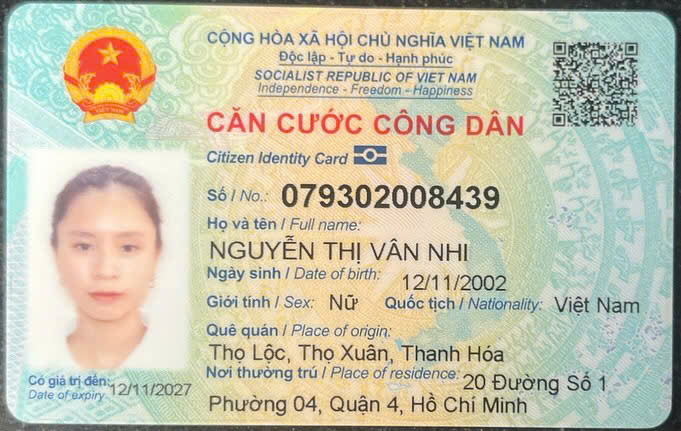 CỘNG HÒA XÃ HỘI CHỦ NGHĨA VIỆT NAM
Độc lập - Tự do - Hạnh phúc
SOCIALIST REPUBLIC OF VIET NAM
Independence - Freedom - Happiness
CĂN CƯỚC CÔNG DÂN
Citizen Identity Card
Số / No.: 079302008439
Họ và tên / Full name:
NGUYỄN THỊ VÂN NHI
Ngày sinh / Date of birth: 12/11/2002
Giới tính / Sex: Nữ Quốc tịch / Nationality: Việt Nam
Quê quán / Place of origin:
Thọ Lộc, Thọ Xuân, Thanh Hóa
Nơi thường trú / Place of residence: 20 Đường Số 1
Phường 04, Quận 4, Hồ Chí Minh
Có giá trị đến: 12/11/2027
Date of expiry